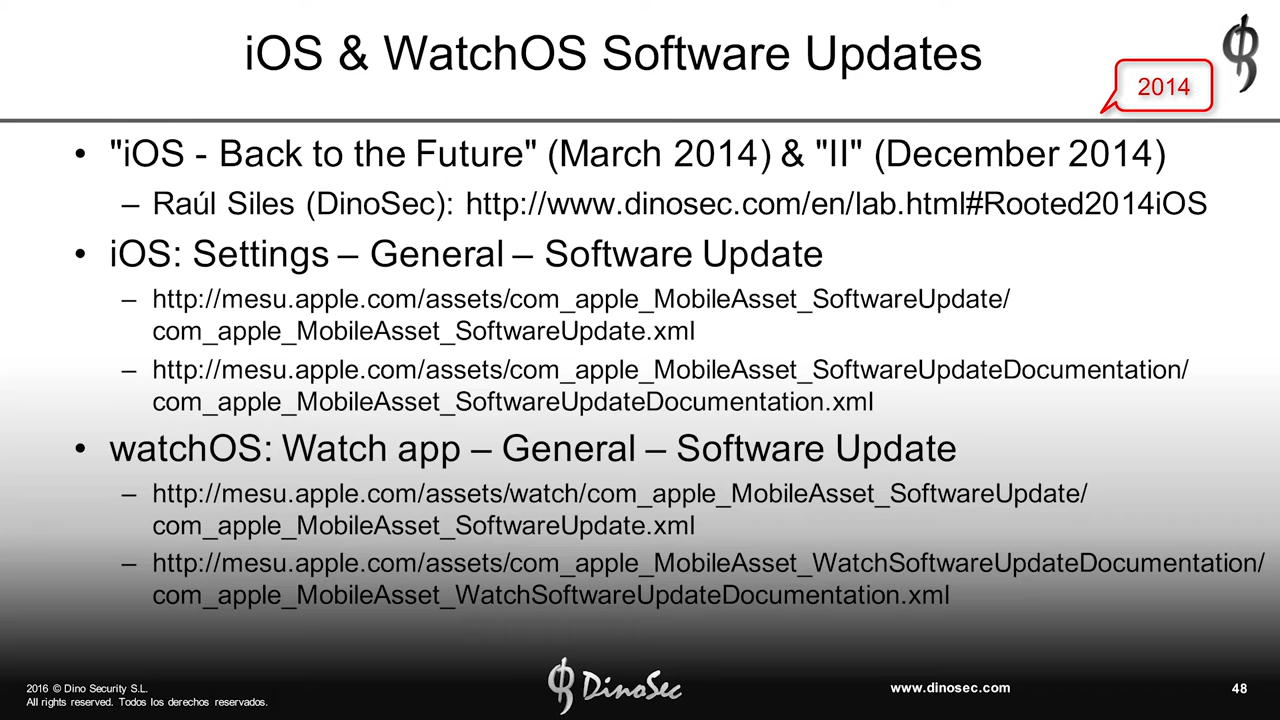 iOS & WatchOS Software Updates
2014
• "iOS - Back to the Future" (March 2014) & "II" (December 2014)
– Raúl Siles (DinoSec): http://www.dinosec.com/en/lab.html#Rooted2014iOS
• iOS: Settings – General – Software Update
– http://mesu.apple.com/assets/com_apple_MobileAsset_SoftwareUpdate/
com_apple_MobileAsset_SoftwareUpdate.xml
– http://mesu.apple.com/assets/com_apple_MobileAsset_SoftwareUpdateDocumentation/
com_apple_MobileAsset_SoftwareUpdateDocumentation.xml
• watchOS: Watch app – General – Software Update
– http://mesu.apple.com/assets/watch/com_apple_MobileAsset_SoftwareUpdate/
com_apple_MobileAsset_SoftwareUpdate.xml
– http://mesu.apple.com/assets/com_apple_MobileAsset_WatchSoftwareUpdateDocumentation/
com_apple_MobileAsset_WatchSoftwareUpdateDocumentation.xml
2016 © Dino Security S.L.
All rights reserved. Todos los derechos reservados.
DinoSec
www.dinosec.com
48